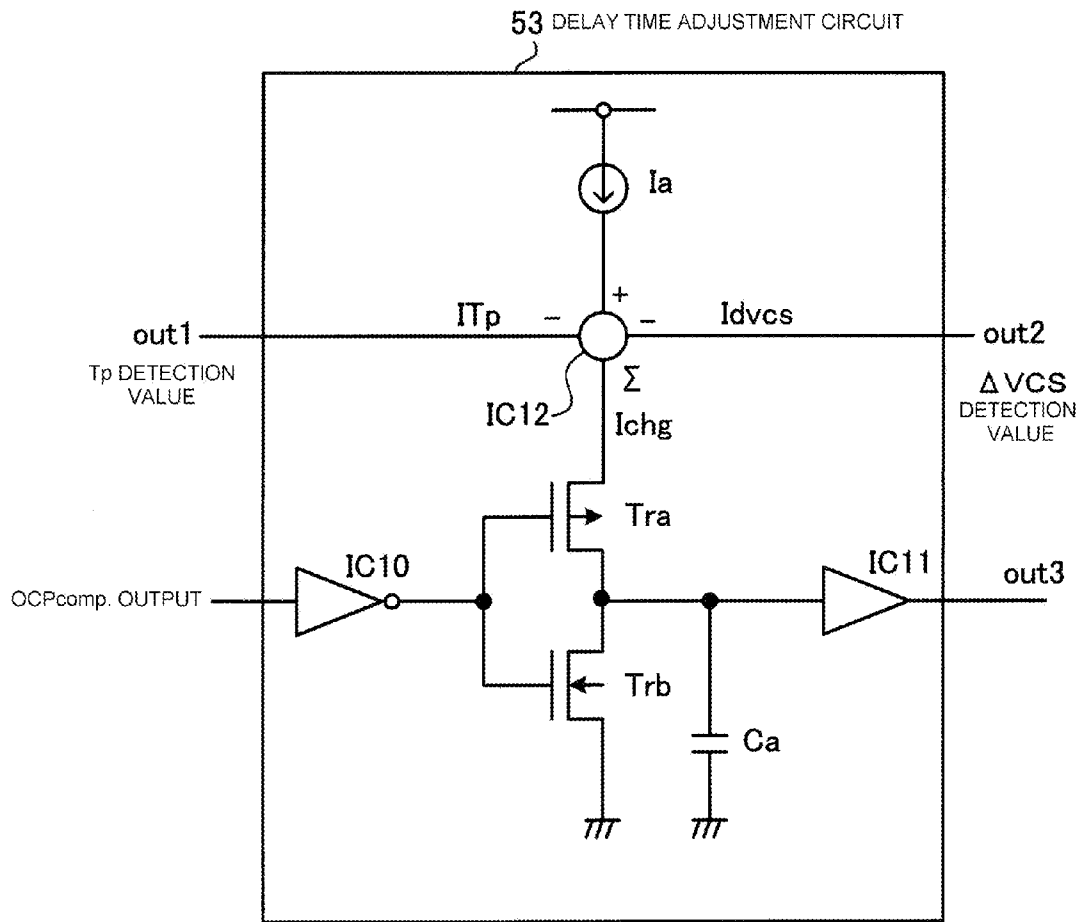 53 DELAY TIME ADJUSTMENT CIRCUIT
Ia
+
ITp
−
−
Idvcs
out1
out2
Tp DETECTION
VALUE
Σ
ΔVCS
DETECTION
VALUE
IC12
Ichg
Tra
IC10
IC11
out3
OCPcomp. OUTPUT
Trb
Ca